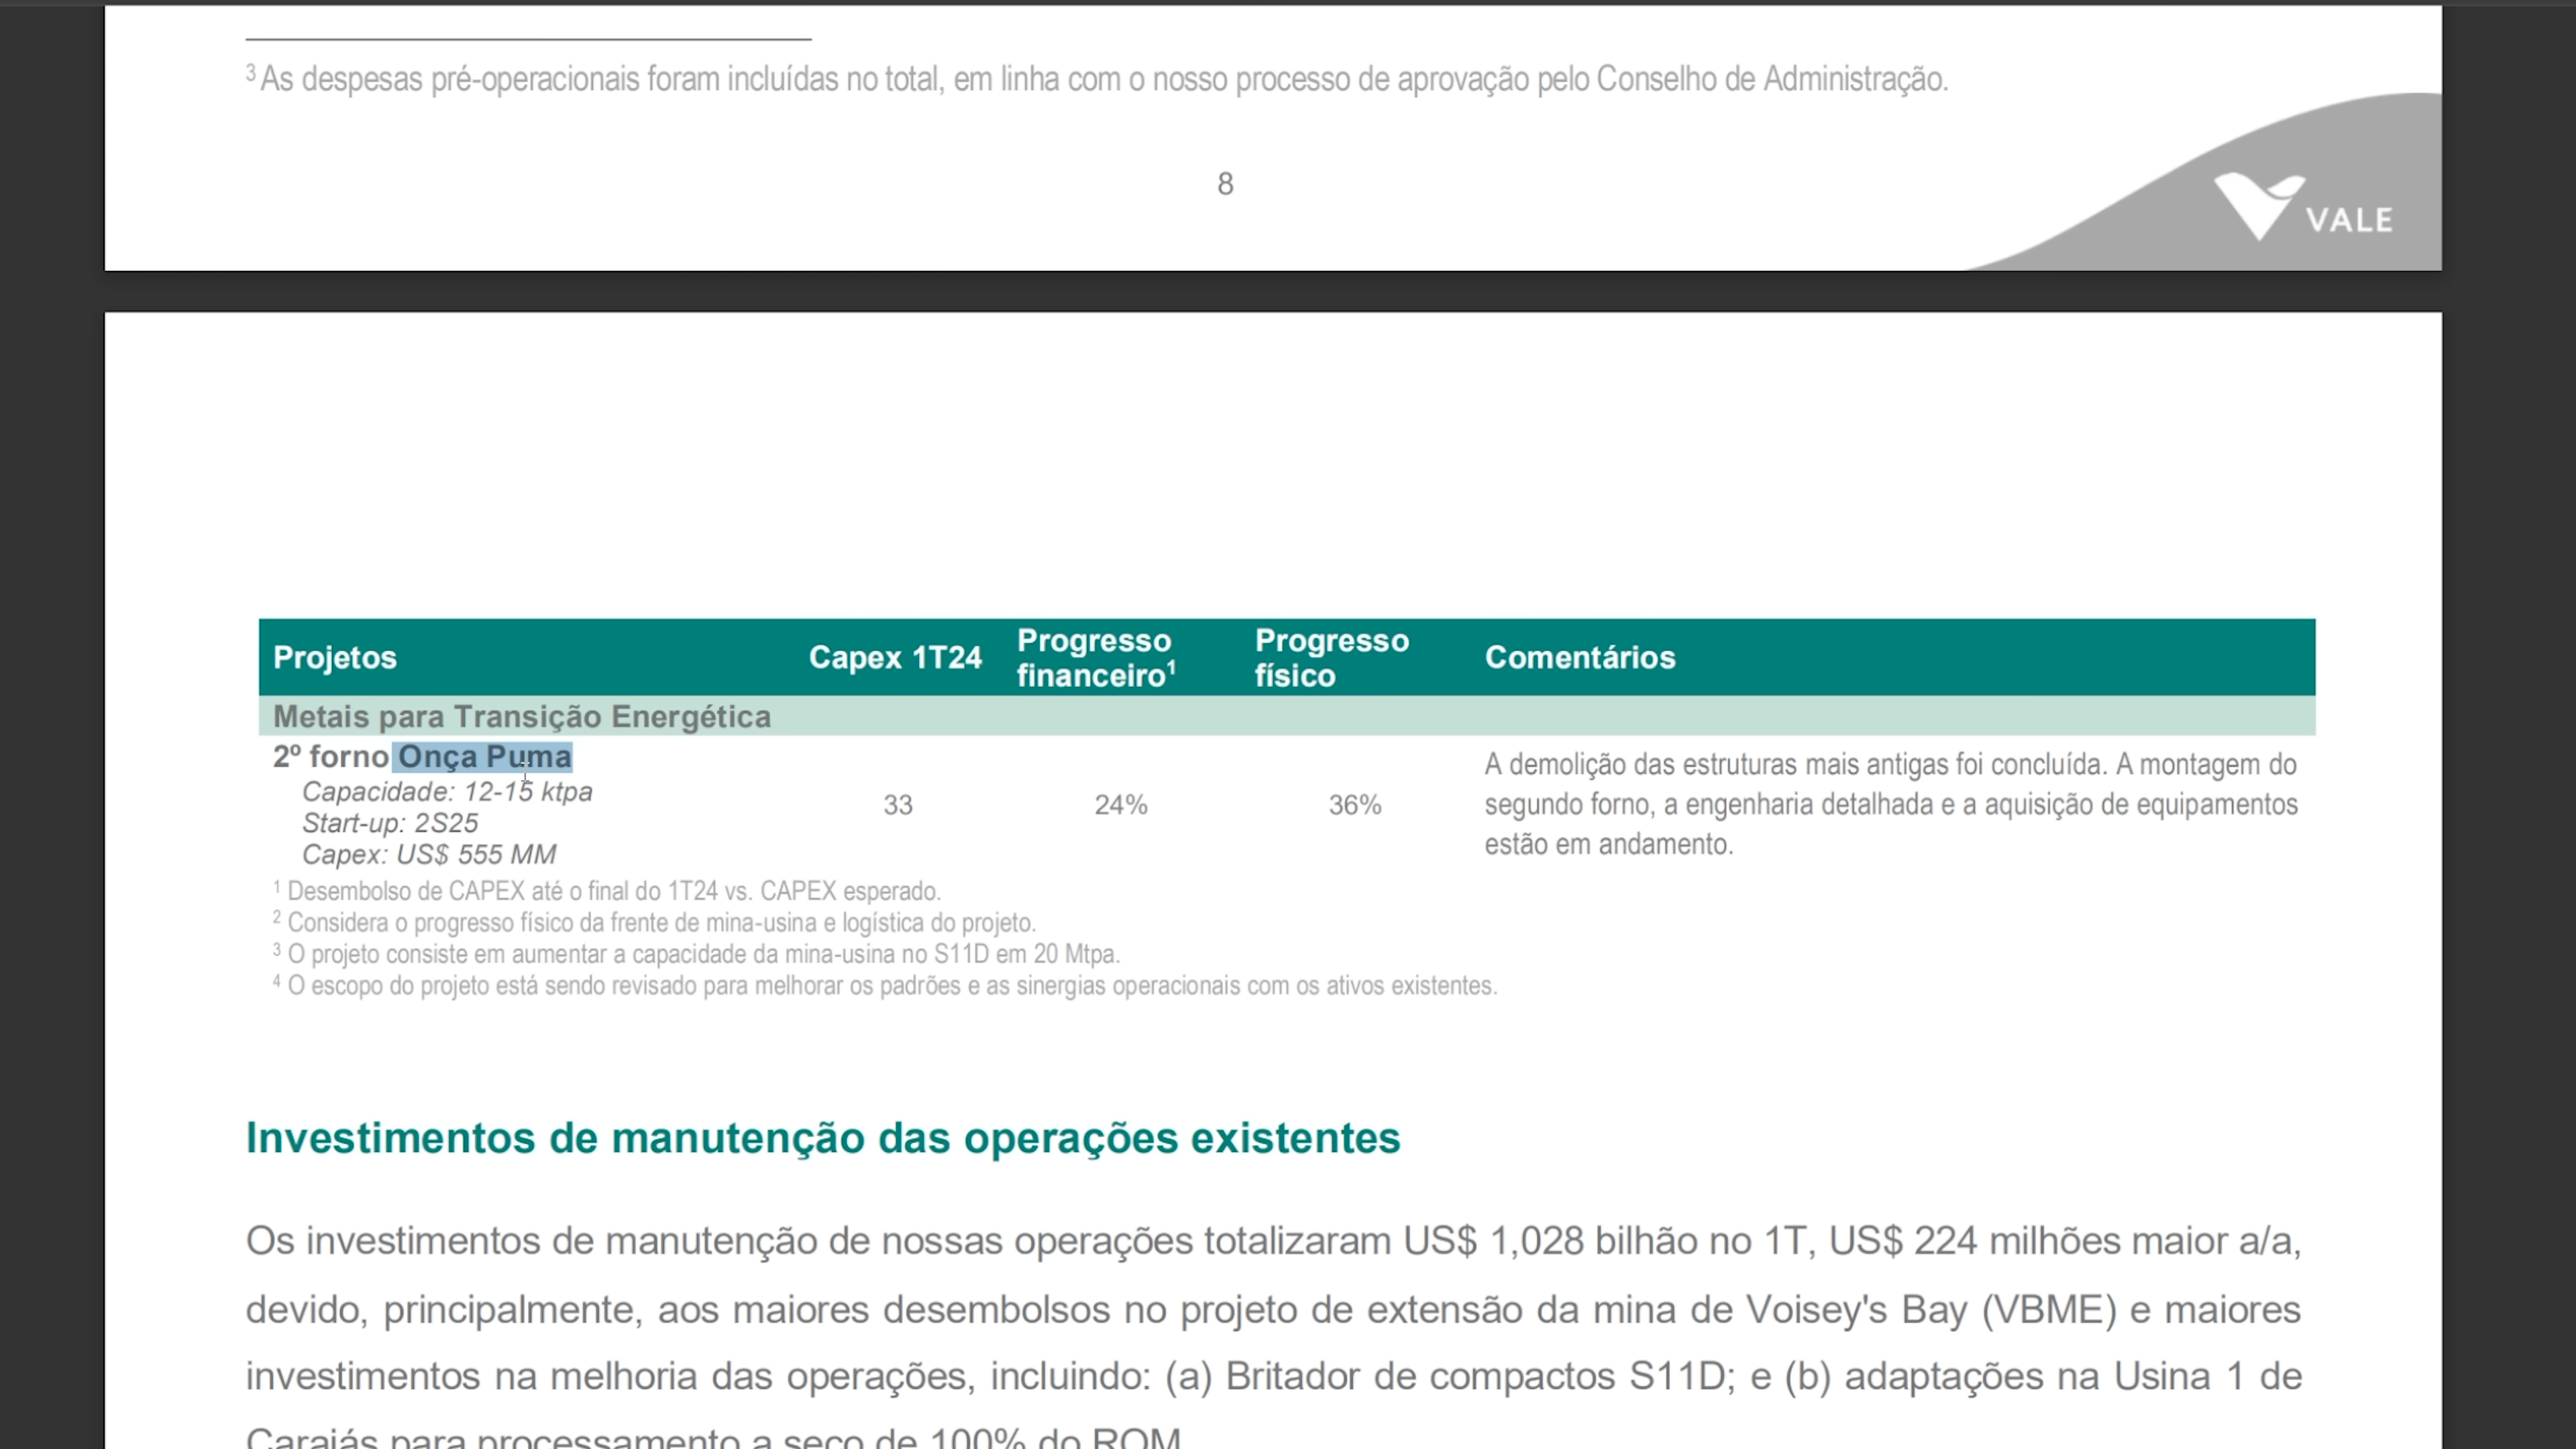 ³ As despesas pré-operacionais foram incluídas no total, em linha com o nosso processo de aprovação pelo Conselho de Administração.
8
VALE
Projetos Capex 1T24 Progresso financeiro¹ Progresso físico Comentários
Metais para Transição Energética
2º forno Onça Puma
Capacidade: 12-15 ktpa
Start-up: 2S25
Capex: US$ 555 MM
33 24% 36%
A demolição das estruturas mais antigas foi concluída. A montagem do
segundo forno, a engenharia detalhada e a aquisição de equipamentos
estão em andamento.
¹ Desembolso de CAPEX até o final do 1T24 vs. CAPEX esperado.
² Considera o progresso físico da frente de mina-usina e logística do projeto.
³ O projeto consiste em aumentar a capacidade da mina-usina no S11D em 20 Mtpa.
⁴ O escopo do projeto está sendo revisado para melhorar os padrões e as sinergias operacionais com os ativos existentes.
Investimentos de manutenção das operações existentes
Os investimentos de manutenção de nossas operações totalizaram US$ 1,028 bilhão no 1T, US$ 224 milhões maior a/a,
devido, principalmente, aos maiores desembolsos no projeto de extensão da mina de Voisey's Bay (VBME) e maiores
investimentos na melhoria das operações, incluindo: (a) Britador de compactos S11D; e (b) adaptações na Usina 1 de
Carajás para processamento a seco de 100% do ROM.